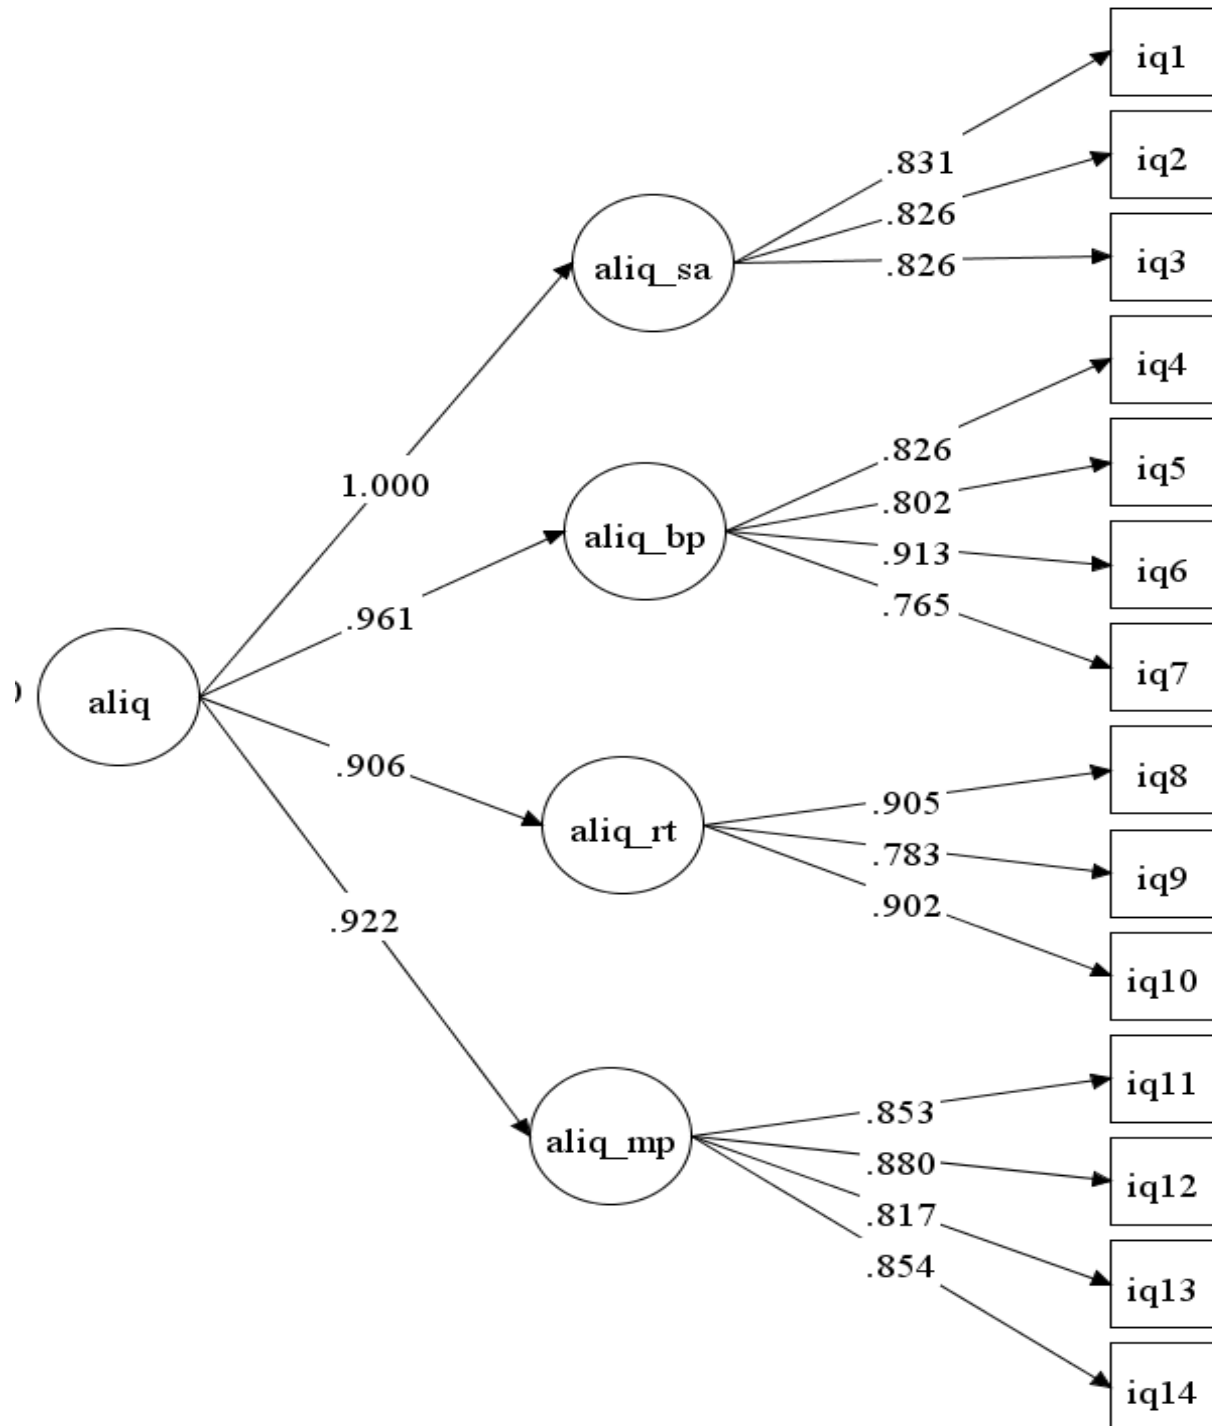 iq1
.831
iq2
.826
aliq_sa
.826
iq3
iq4
.826
iq5
1.000
.802
aliq_bp
.913
iq6
.961
.765
iq7
aliq
.906
iq8
.905
aliq_rt
.783
iq9
.902
.922
iq10
iq11
.853
aliq_mp
.880
iq12
.817
.854
iq13
iq14